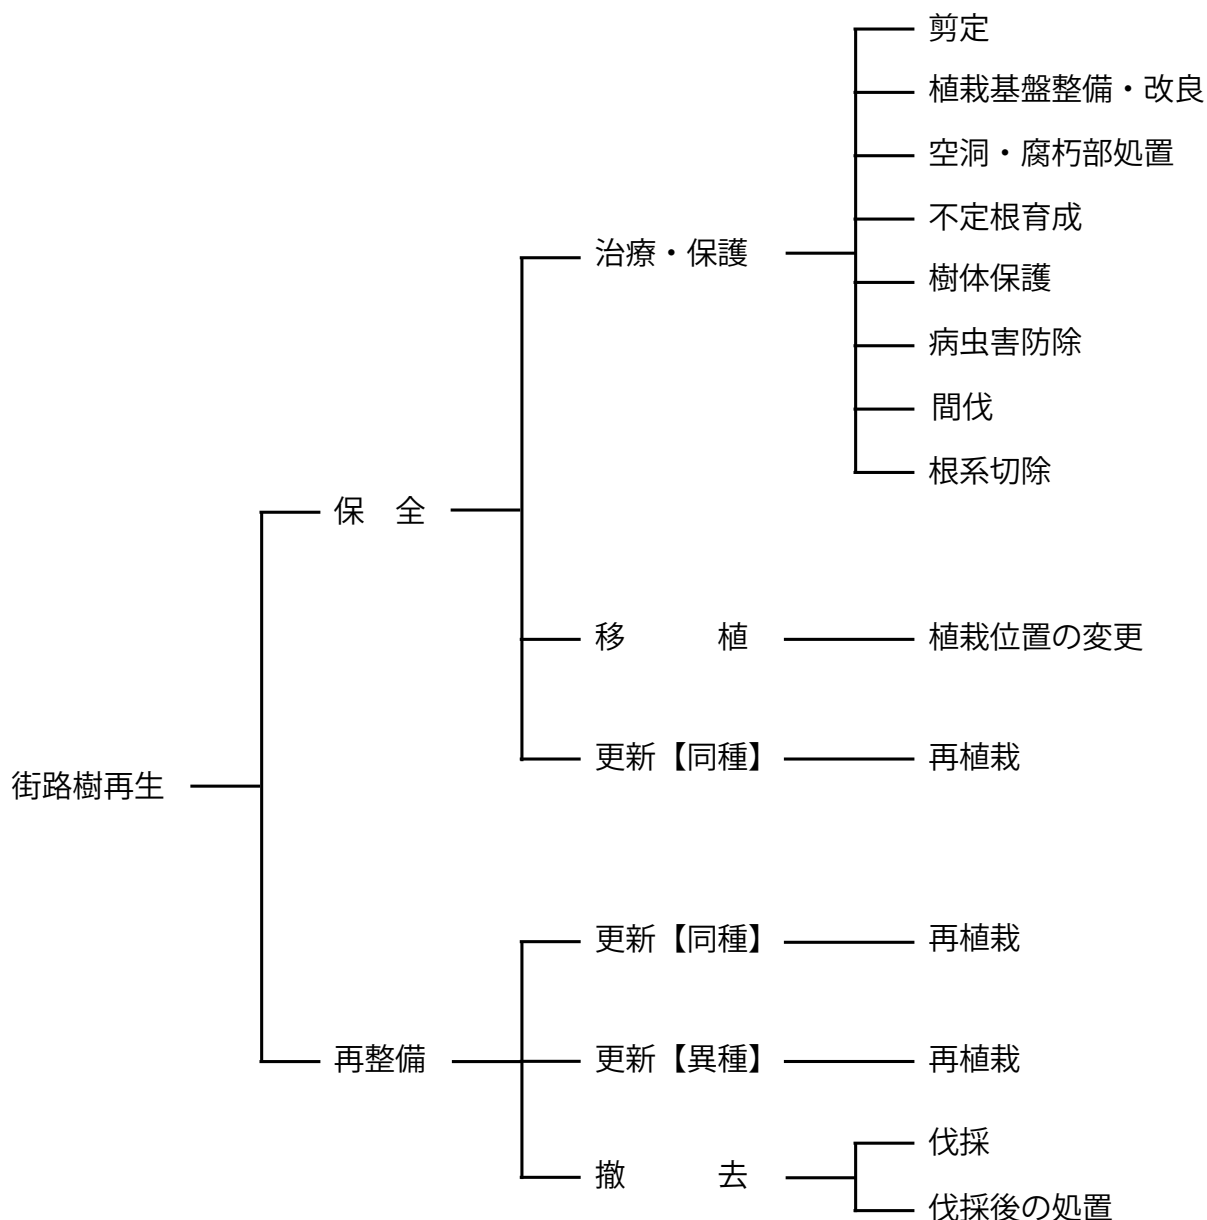 剪定
植栽基盤整備・改良
空洞・腐朽部処置
不定根育成
治療・保護
樹体保護
病虫害防除
間伐
根系切除
保　全
移　　　植
植栽位置の変更
更新【同種】
再植栽
街路樹再生
更新【同種】
再植栽
再整備
更新【異種】
再植栽
伐採
撤　　　去
伐採後の処置